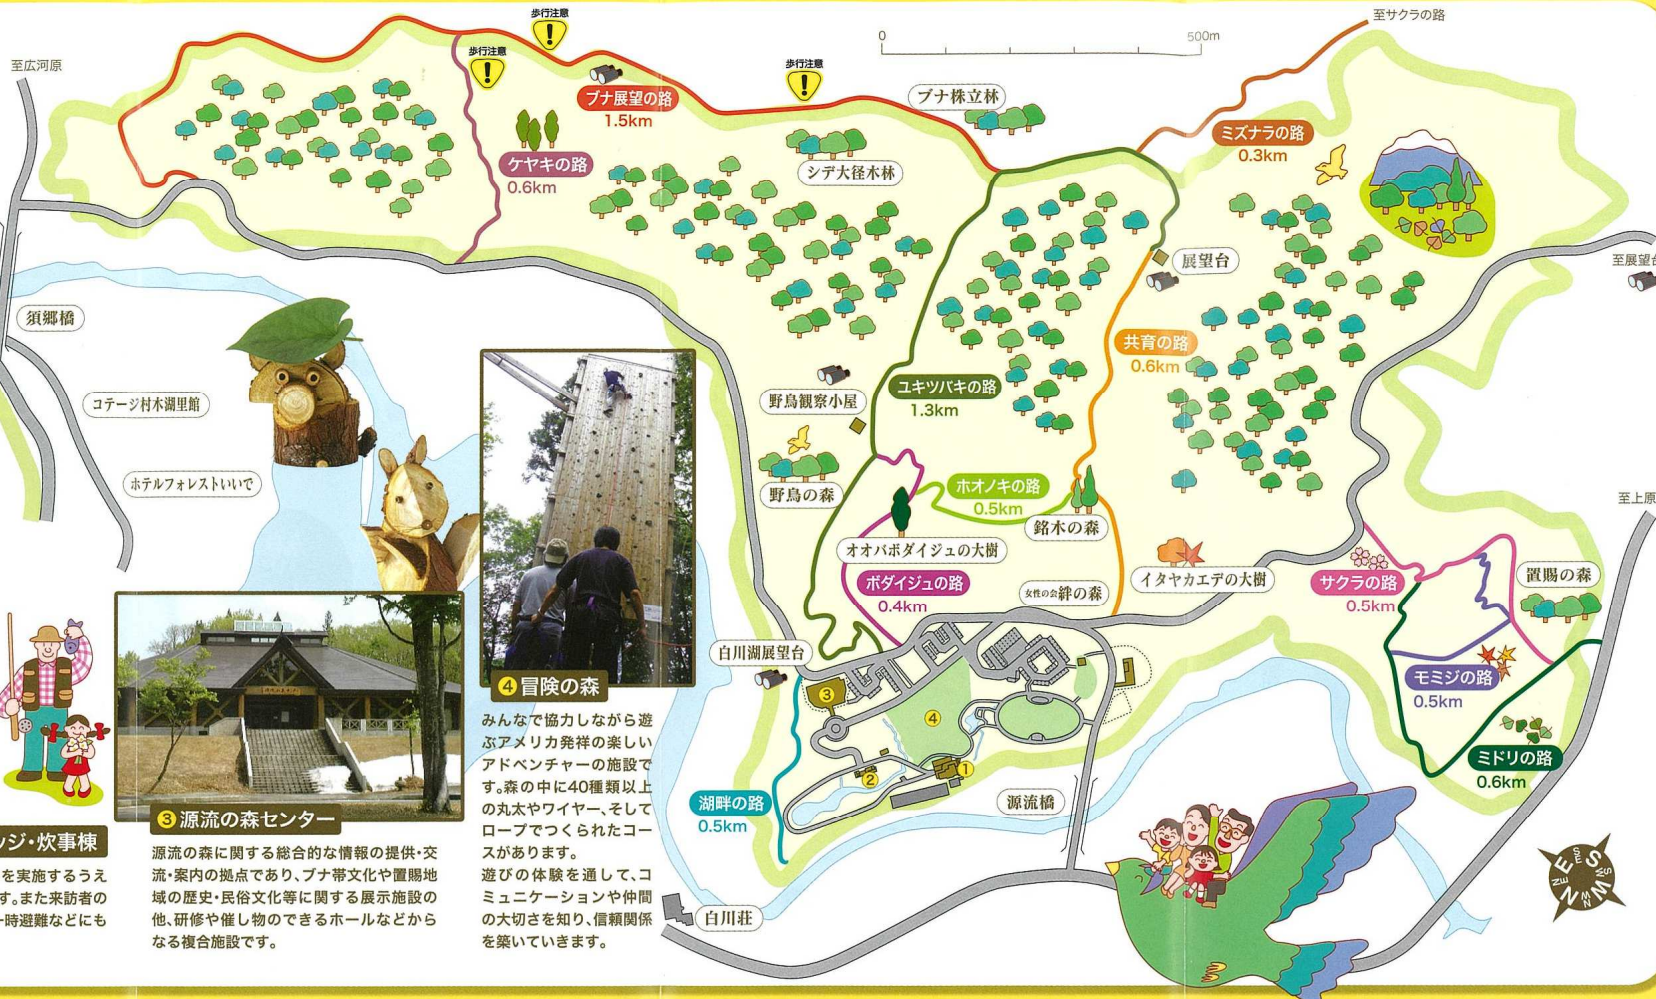 歩行注意
至サクラの路
0
500m
歩行注意
至広河原
歩行注意
ブナ展望の路
1.5km
ブナ株立林
ミズナラの路
0.3km
ケヤキの路
0.6km
シデ大径木林
展望台
至展望台
須郷橋
共育の路
0.6km
コテージ村木湖里館
野鳥観察小屋
ユキツバキの路
1.3km
ホテルフォレストいいで
野鳥の森
ホオノキの路
0.5km
銘木の森
至上原
オオバボダイジュの大樹
ボダイジュの路
0.4km
女性の会絆の森
イタヤカエデの大樹
サクラの路
0.5km
置賜の森
白川湖展望台
モミジの路
0.5km
ミドリの路
0.6km
③
④
②
①
湖畔の路
0.5km
源流橋
白川荘
④冒険の森
みんなで協力しながら遊
ぶアメリカ発祥の楽しい
アドベンチャーの施設で
す。森の中に40種類以上
の丸太やワイヤー、そして
ロープでつくられたコー
スがあります。
遊びの体験を通して、コ
ミュニケーションや仲間
の大切さを知り、信頼関係
を築いていきます。
③源流の森センター
源流の森に関する総合的な情報の提供・交
流・案内の拠点であり、ブナ帯文化や置賜地
域の歴史・民俗文化等に関する展示施設の
他、研修や催し物のできるホールなどから
なる複合施設です。
ッジ・炊事棟
を実施するうえ
す。また来訪者の
一時避難などにも
N
E
S
W